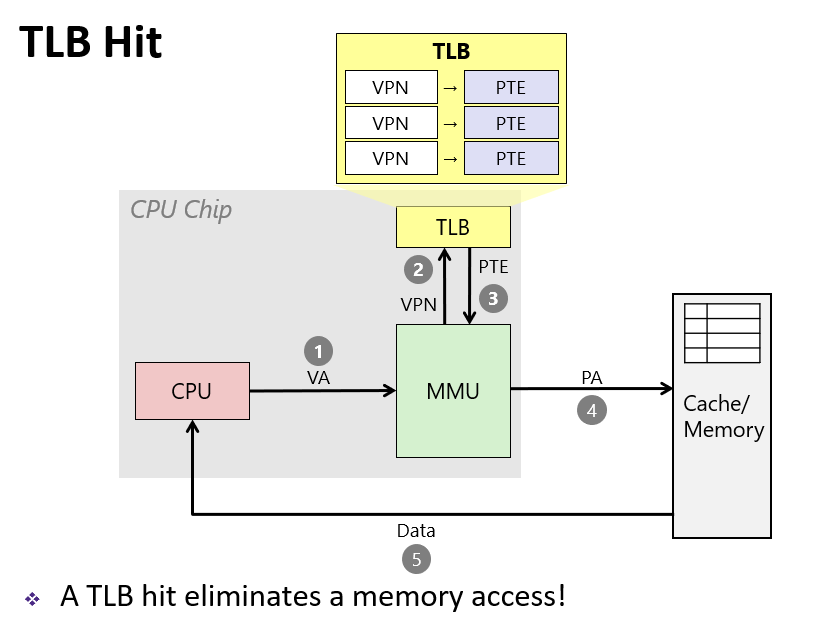 TLB Hit
TLB
VPN → PTE
VPN → PTE
VPN → PTE
CPU Chip
TLB
2
PTE
VPN
3
1
VA
CPU
MMU
PA
4
Cache/
Memory
Data
5
❖ A TLB hit eliminates a memory access!